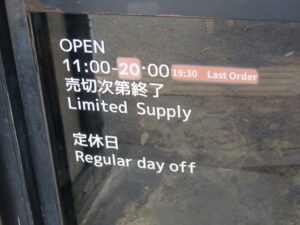 OPEN
11:00-20:00 19:30 Last Order
売切次第終了
Limited Supply
定休日
Regular day off